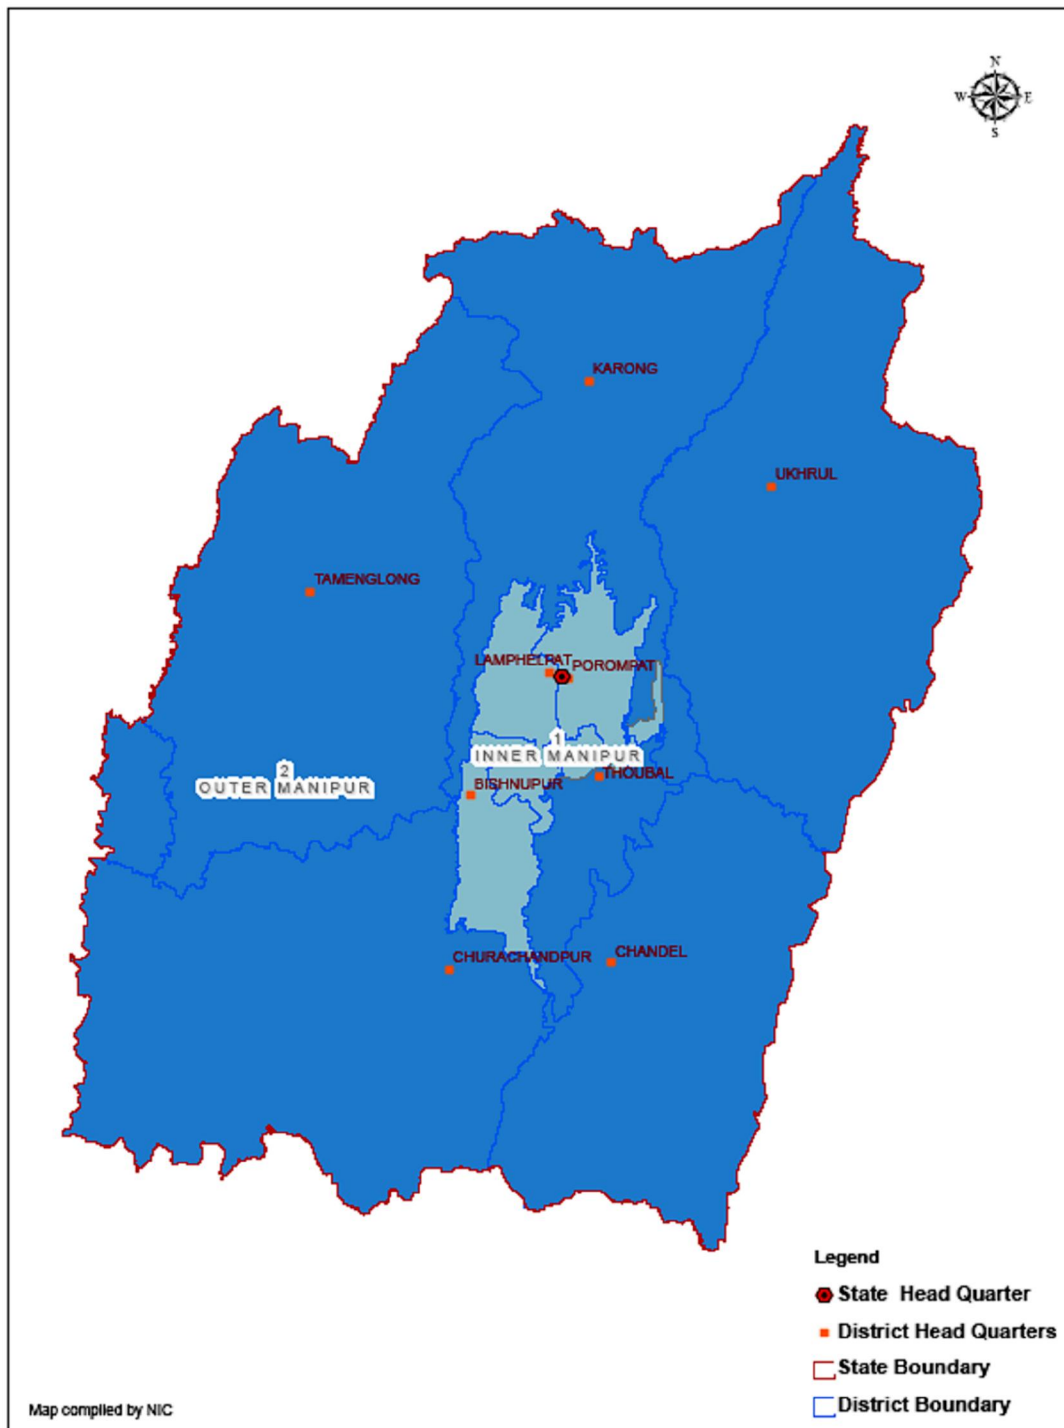 N
W E
S
KARONG
UKHRUL
TAMENGLONG
LAMPHELPAT
POROMPAT
1
INNER MANIPUR
2
OUTER MANIPUR
THOUBAL
BISHNUPUR
CHURACHANDPUR
CHANDEL
Legend
State Head Quarter
District Head Quarters
State Boundary
District Boundary
Map compiled by NIC